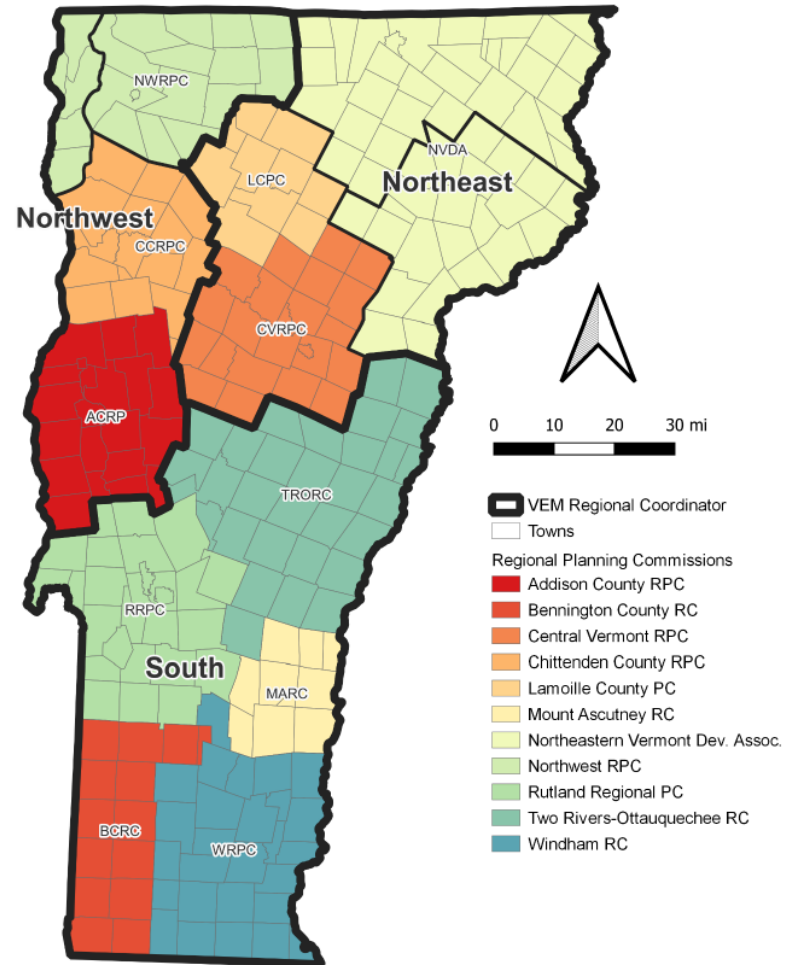 NWRPC
NVDA
LCPC
Northeast
Northwest
CCRPC
CVRPC
ACRP
TRORC
RRPC
South
MARC
BCRC
WRPC
0 10 20 30 mi
VEM Regional Coordinator
Towns
Regional Planning Commissions
Addison County RPC
Bennington County RC
Central Vermont RPC
Chittenden County RPC
Lamoille County PC
Mount Ascutney RC
Northeastern Vermont Dev. Assoc.
Northwest RPC
Rutland Regional PC
Two Rivers-Ottauquechee RC
Windham RC